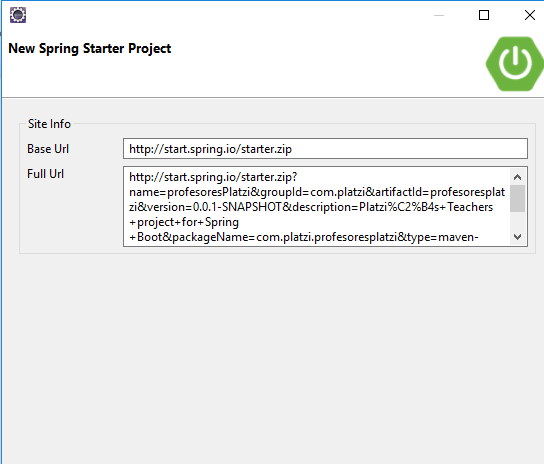 New Spring Starter Project
Site Info
Base Url
http://start.spring.io/starter.zip
Full Url
http://start.spring.io/starter.zip?
name=profesoresPlatzi&groupId=com.platzi&artifactId=profesoresplat
zi&version=0.0.1-SNAPSHOT&description=Platzi%C2%B4s+Teachers
+project+for+Spring
+Boot&packageName=com.platzi.profesoresplatzi&type=maven-